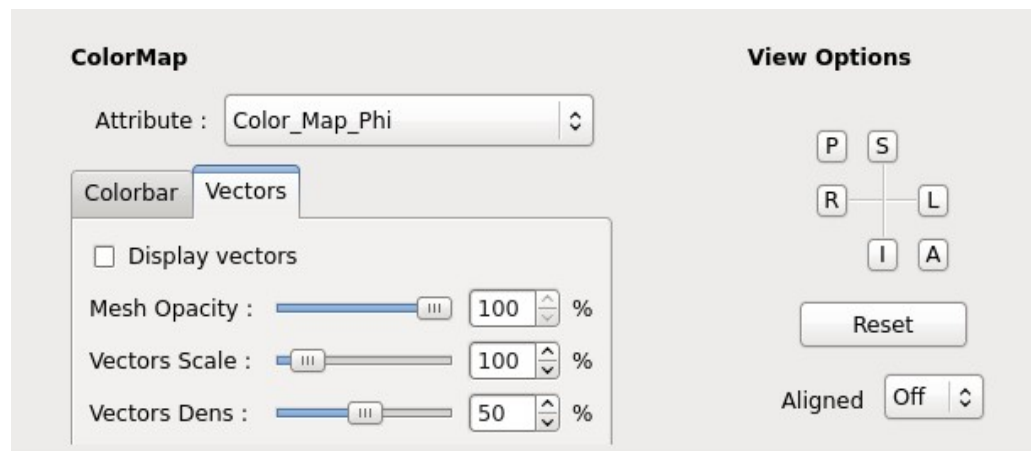 ColorMap
Attribute : Color_Map_Phi
Colorbar Vectors
Display vectors
Mesh Opacity : 100 %
Vectors Scale : 100 %
Vectors Dens : 50 %
View Options
P S
R L
I A
Reset
Aligned Off